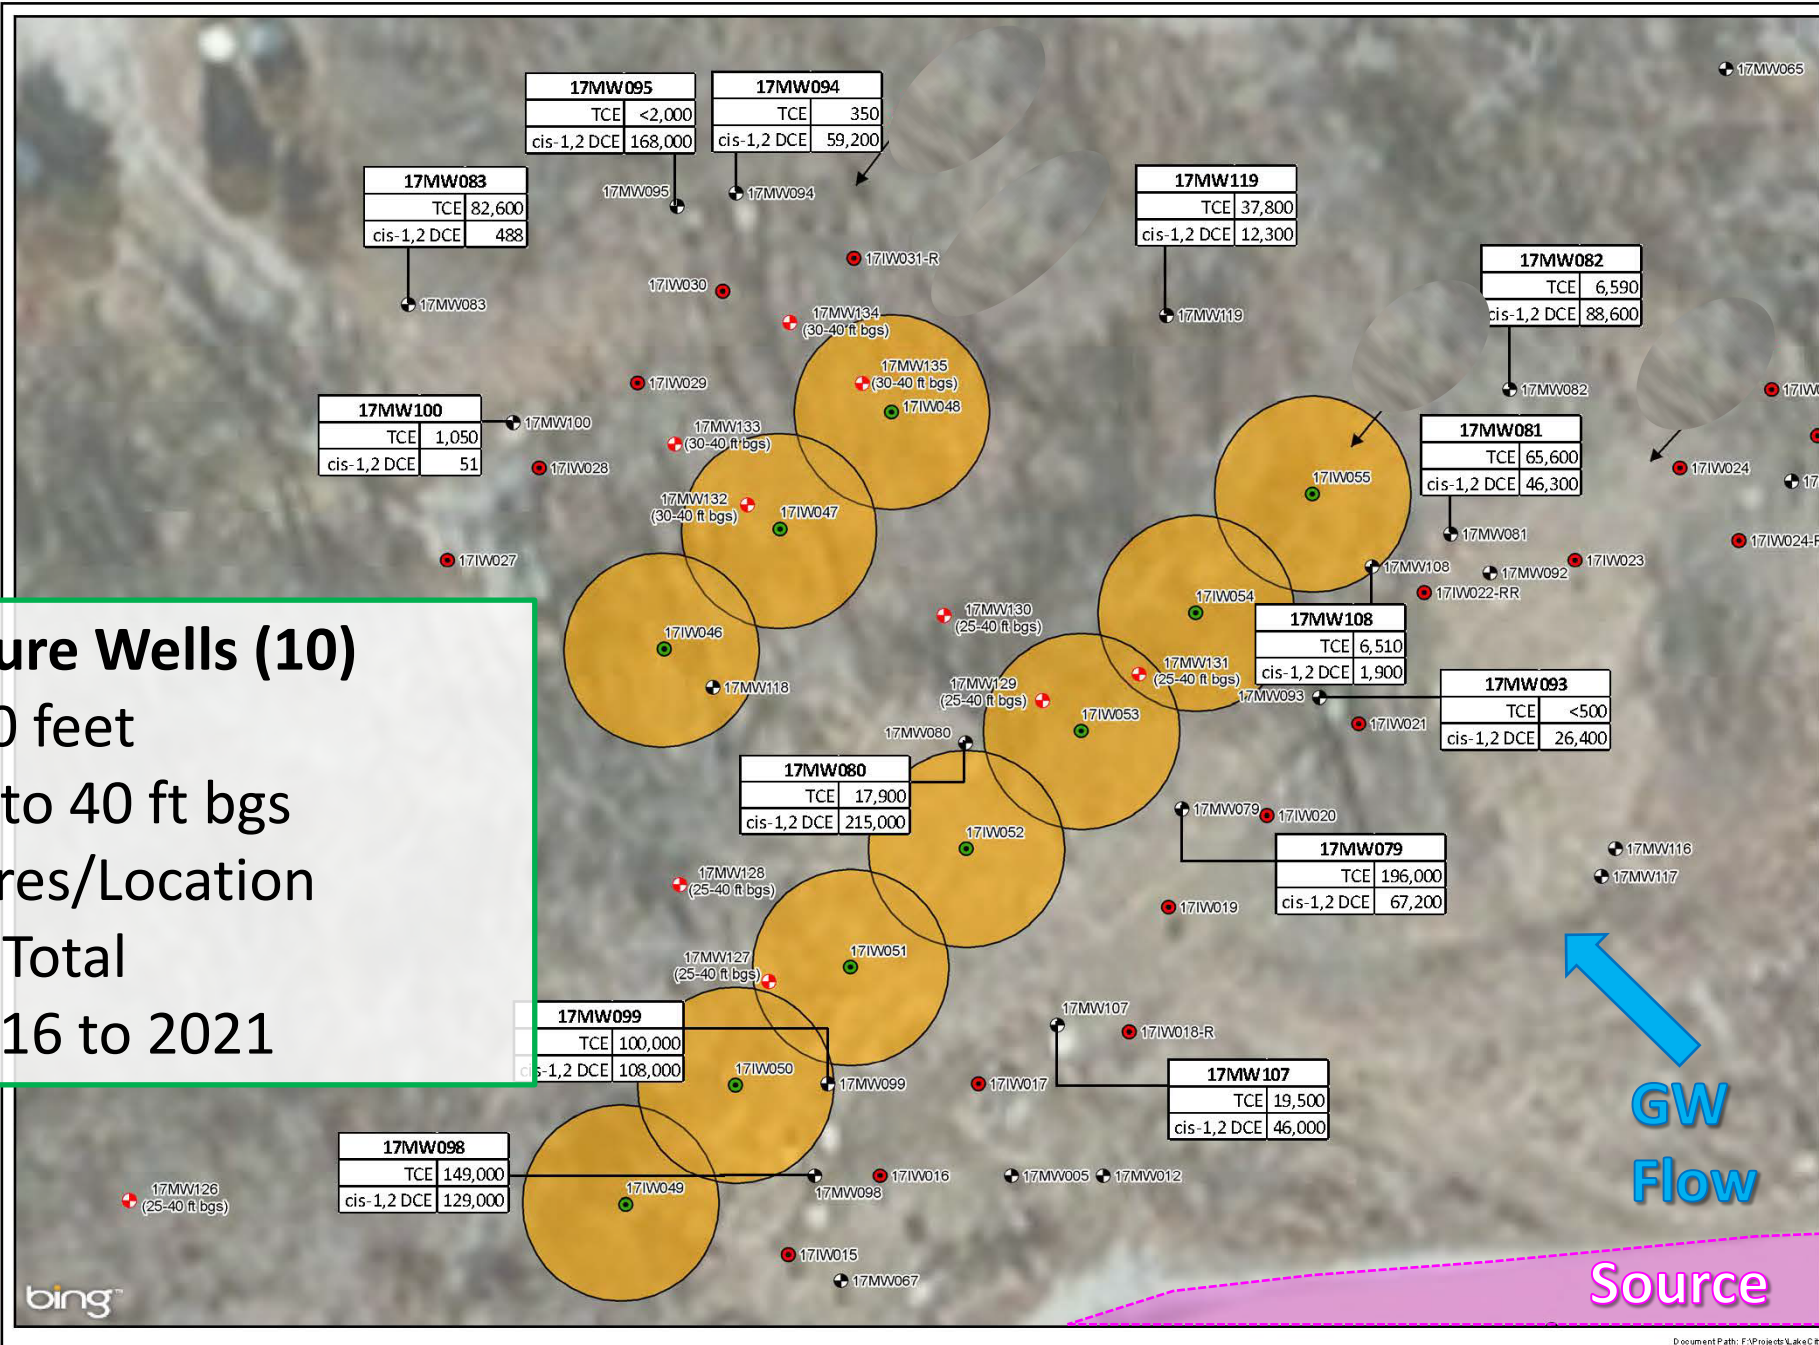 17MW065
17MW095
TCE <2,000
cis-1,2 DCE 168,000
17MW094
TCE 350
cis-1,2 DCE 59,200
17MW083
TCE 82,600
cis-1,2 DCE 488
17MW119
TCE 37,800
cis-1,2 DCE 12,300
17MW095
17MW094
17MW082
TCE 6,590
cis-1,2 DCE 88,600
17IW031-R
17IW030
17MW083
17MW134
(30-40 ft bgs)
17MW119
17MW135
(30-40 ft bgs)
17IW029
17MW082
17IW048
17MW100
TCE 1,050
cis-1,2 DCE 51
17MW100
17MW133
(30-40 ft bgs)
17MW081
TCE 65,600
cis-1,2 DCE 46,300
17IW028
17IW024
17IW055
17MW132
(30-40 ft bgs)
17IW047
17MW081
17IW024-R
17IW027
17MW108
17MW092
17IW023
17IW022-RR
17IW054
17MW130
(25-40 ft bgs)
17MW108
TCE 6,510
cis-1,2 DCE 1,900
17IW046
ure Wells (10)
0 feet
to 40 ft bgs
res/Location
Total
16 to 2021
17MW118
17MW129
(25-40 ft bgs)
17MW131
(25-40 ft bgs)
17MW093
17MW093
TCE <500
cis-1,2 DCE 26,400
17IW053
17IW021
17MW080
17MW080
TCE 17,900
cis-1,2 DCE 215,000
17MW079
17IW020
17IW052
17MW079
TCE 196,000
cis-1,2 DCE 67,200
17MW116
17MW117
17MW128
(25-40 ft bgs)
17IW019
17IW051
17MW127
(25-40 ft bgs)
17MW099
TCE 100,000
cis-1,2 DCE 108,000
17MW107
17IW018-R
17IW050
17MW099
17IW017
17MW107
TCE 19,500
cis-1,2 DCE 46,000
GW
Flow
17MW098
TCE 149,000
cis-1,2 DCE 129,000
17MW098
17IW016
17MW005
17MW012
17MW126
(25-40 ft bgs)
17IW049
17IW015
17MW067
Source
bing™
Document Path: F:\Projects\LakeCit